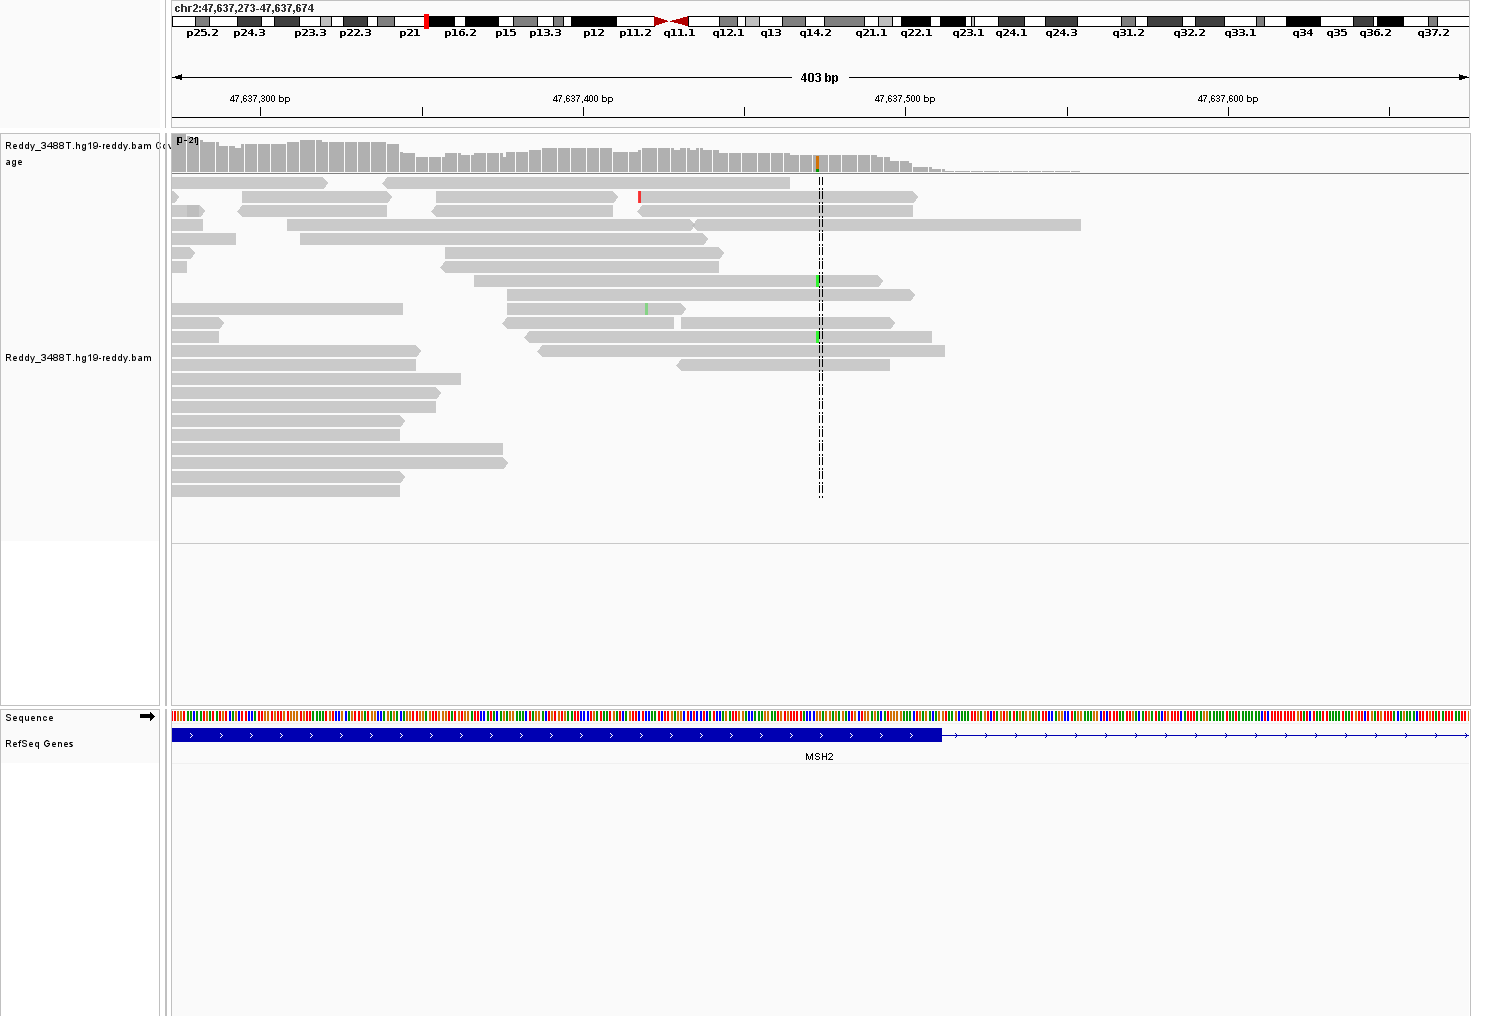 chr2:47,637,273-47,637,674
p25.2 p24.3 p23.3 p22.3 p21 p16.2 p15 p13.3 p12 p11.2 q11.1 q12.1 q13 q14.2 q21.1 q22.1 q23.1 q24.1 q24.3 q31.2 q32.2 q33.1 q34 q35 q36.2 q37.2
403 bp
47,637,300 bp 47,637,400 bp 47,637,500 bp 47,637,600 bp
[0-21]
Reddy_3488T.hg19-reddy.bam Cov
age
Reddy_3488T.hg19-reddy.bam
Sequence
RefSeq Genes
MSH2